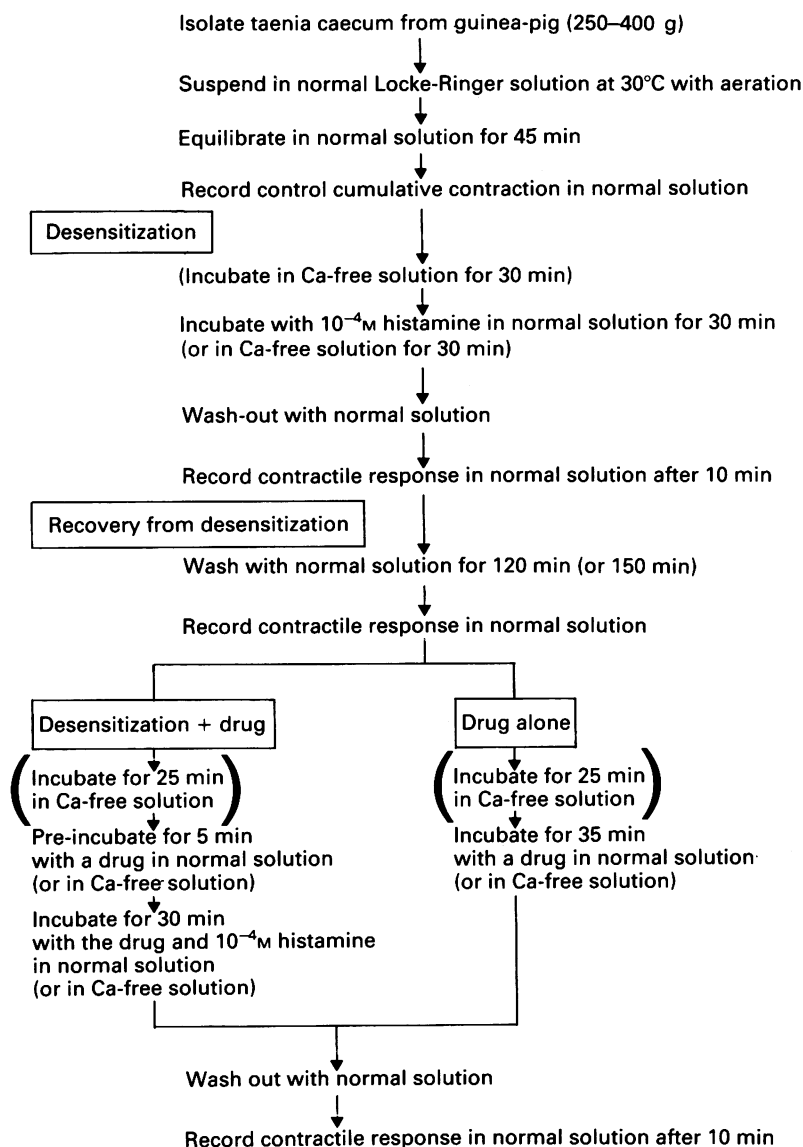 Isolate taenia caecum from guinea-pig (250–400 g)
Suspend in normal Locke-Ringer solution at 30°C with aeration
Equilibrate in normal solution for 45 min
Record control cumulative contraction in normal solution
Desensitization
(Incubate in Ca-free solution for 30 min)
Incubate with 10⁻⁴M histamine in normal solution for 30 min
(or in Ca-free solution for 30 min)
Wash-out with normal solution
Record contractile response in normal solution after 10 min
Recovery from desensitization
Wash with normal solution for 120 min (or 150 min)
Record contractile response in normal solution
Desensitization + drug
(Incubate for 25 min
in Ca-free solution)
Pre-incubate for 5 min
with a drug in normal solution
(or in Ca-free solution)
Incubate for 30 min
with the drug and 10⁻⁴M histamine
in normal solution
(or in Ca-free solution)
Drug alone
(Incubate for 25 min
in Ca-free solution)
Incubate for 35 min
with a drug in normal solution
(or in Ca-free solution)
Wash out with normal solution
Record contractile response in normal solution after 10 min